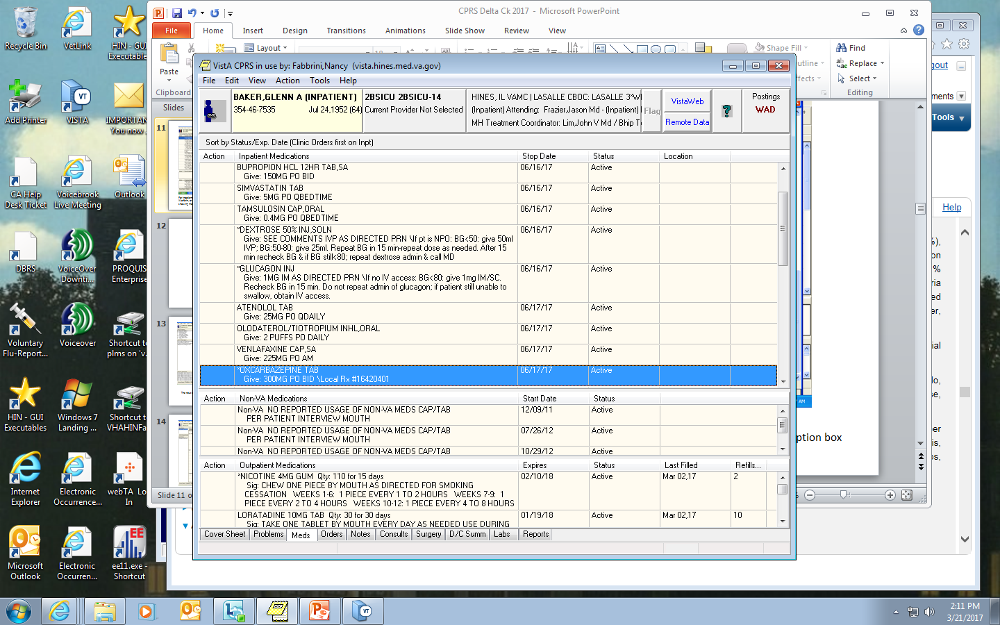 CPRS Delta Ck 2017 - Microsoft PowerPoint
File Home Insert Design Transitions Animations Slide Show Review View
Layout
Paste
Clipboard
Slides
Shape Fill
Find
Replace
Select
Editing
VistA CPRS in use by: Fabbrini,Nancy (vista.hines.med.va.gov)
File Edit View Action Tools Help
BAKER,GLENN A (INPATIENT)
354-46-7535 Jul 24,1952 (64)
2BSICU 2BSICU-14
Current Provider Not Selected
HINES, IL VAMC | LASALLE CBOC: LASALLE 3*W
(Inpatient) Attending: Frazier,Jason Md - (Inpatient)
MH Treatment Coordinator: Lim,John V Md / Bhip T
Flag
VistaWeb
Remote Data
Postings
WAD
Sort by Status/Exp. Date (Clinic Orders first on Inpt)
Action Inpatient Medications Stop Date Status Location
BUPROPION HCL 12HR TAB,SA 06/16/17 Active
Give: 150MG PO BID
SIMVASTATIN TAB 06/16/17 Active
Give: 5MG PO QBEDTIME
TAMSULOSIN CAP,ORAL 06/16/17 Active
Give: 0.4MG PO QBEDTIME
*DEXTROSE 50% INJ,SOLN 06/16/17 Active
Give: SEE COMMENTS IVP AS DIRECTED PRN \If pt is NPO: BG<50: give 50ml
IVP; BG:50-80: give 25ml. Repeat BG in 15 min-repeat dose as needed. After 15
min recheck BG & if BG still<80; repeat dextrose admin & call MD
*GLUCAGON INJ 06/16/17 Active
Give: 1MG IM AS DIRECTED PRN \If no IV access: BG<80: give 1mg IM/SC.
Recheck BG in 15 min. Do not repeat admin of glucagon; if patient still unable to
swallow, obtain IV access.
ATENOLOL TAB 06/17/17 Active
Give: 25MG PO QDAILY
OLODATEROL/TIOTROPIUM INHL,ORAL 06/17/17 Active
Give: 2 PUFFS PO DAILY
VENLAFAXINE CAP,SA 06/17/17 Active
Give: 225MG PO AM
*OXCARBAZEPINE TAB 06/17/17 Active
Give: 300MG PO BID \Local Rx #16420401
Action Non-VA Medications Start Date Status
Non-VA NO REPORTED USAGE OF NON-VA MEDS CAP/TAB 12/09/11 Active
PER PATIENT INTERVIEW MOUTH
Non-VA NO REPORTED USAGE OF NON-VA MEDS CAP/TAB 07/26/12 Active
PER PATIENT INTERVIEW MOUTH
Non-VA NO REPORTED USAGE OF NON-VA MEDS CAP/TAB 10/29/12 Active
Action Outpatient Medications Expires Status Last Filled Refills...
*NICOTINE 4MG GUM Qty: 110 for 15 days 02/10/18 Active Mar 02,17 2
Sig: CHEW ONE PIECE BY MOUTH AS DIRECTED FOR SMOKING
CESSATION WEEKS 1-6: 1 PIECE EVERY 1 TO 2 HOURS WEEKS 7-9: 1
PIECE EVERY 2 TO 4 HOURS WEEKS 10-12: 1 PIECE EVERY 4 TO 8 HOURS
LORATADINE 10MG TAB Qty: 30 for 30 days 01/19/18 Active Mar 02,17 10
Sig: TAKE ONE TABLET BY MOUTH EVERY DAY AS NEEDED USE DURING
Cover Sheet Problems Meds Orders Notes Consults Surgery D/C Summ Labs Reports
11
12
13
14
Slide 11 o
ption box
gout
ments
Tools
Help
Recycle Bin
VetLink
HIN - GUI
Executable
Add Printer
VISTA
IMPORTAN
You now
CA Help
Desk Ticket
Voicebrook
Live Meeting
Outlook
DBRS
VoiceOver
Downti...
PROQUIS
Enterprise
Voluntary
Flu-Report...
Voiceover
Shortcut t
plms on 'v.
HIN - GUI
Executables
Windows 7
Landing ...
Shortcut t
VHAHINFa
Internet
Explorer
Electronic
Occurrence...
webTA Lo
In
Microsoft
Outlook
Electronic
Occurren...
ee11.exe -
Shortcut
2:11 PM
3/21/2017